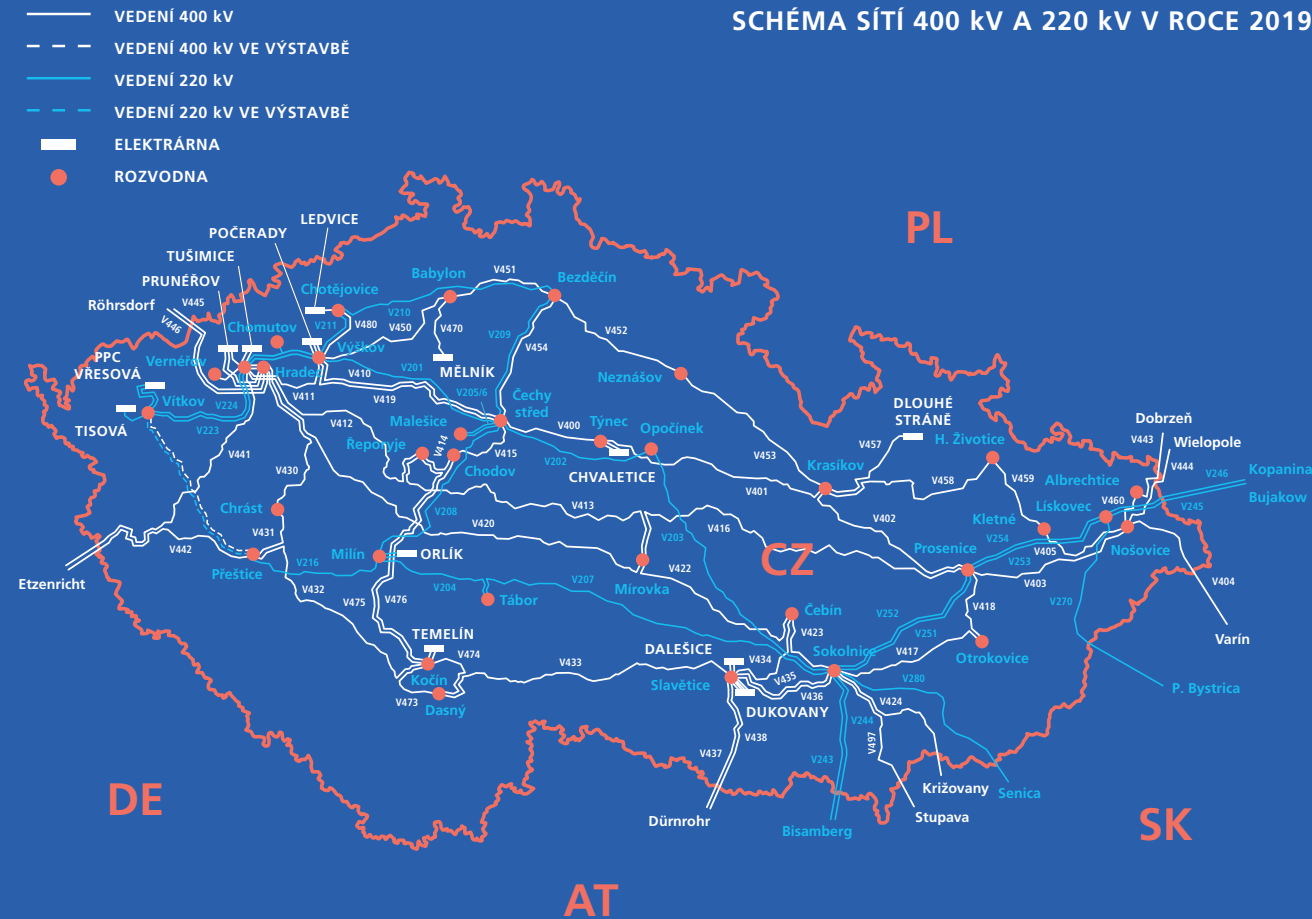 SCHÉMA SÍTÍ 400 kV A 220 kV V ROCE 2019
VEDENÍ 400 kV
VEDENÍ 400 kV VE VÝSTAVBĚ
VEDENÍ 220 kV
VEDENÍ 220 kV VE VÝSTAVBĚ
ELEKTRÁRNA
ROZVODNA
LEDVICE
POČERADY
TUŠIMICE
PRUNÉŘOV
PL
Röhrsdorf
V445
V446
Chotějovice
Babylon
V451
Bezděčín
V210
V211
V480
V450
V470
V209
V454
V452
Chomutov
Výškov
PPC
VŘESOVÁ
Vernéřov
Hradec
V410
V201
MĚLNÍK
Neznášov
Vítkov
V224
V411
V419
V205/6
Čechy
střed
TISOVÁ
V223
V412
Malešice
V400
Týnec
Opočínek
DLOUHÉ
STRÁNĚ
Dobrzeň
Řeporyje
V414
V415
V457
H. Životice
V443
Wielopole
V441
V430
Chodov
V202
CHVALETICE
V453
Krasíkov
V444
V246
Kopanina
V401
V458
V459
Albrechtice
V245
Bujakow
Chrást
V208
V413
V416
V402
Kletné
Lískovec
V460
V431
V420
V203
CZ
Prosenice
V254
V405
Nošovice
V442
Přeštice
V216
Milín
ORLÍK
V422
V253
V403
V404
Etzenricht
V432
V475
V476
V204
Tábor
V207
Mírovka
V270
Čebín
V252
V418
V251
TEMELÍN
V474
DALEŠICE
V434
V423
Sokolnice
V417
Otrokovice
Varín
Kočín
V433
Slavětice
V435
V436
V280
V473
Dasný
DUKOVANY
V424
P. Bystrica
V244
V438
V437
V243
V497
DE
Križovany
Senica
Dürnrohr
Stupava
Bisamberg
SK
AT